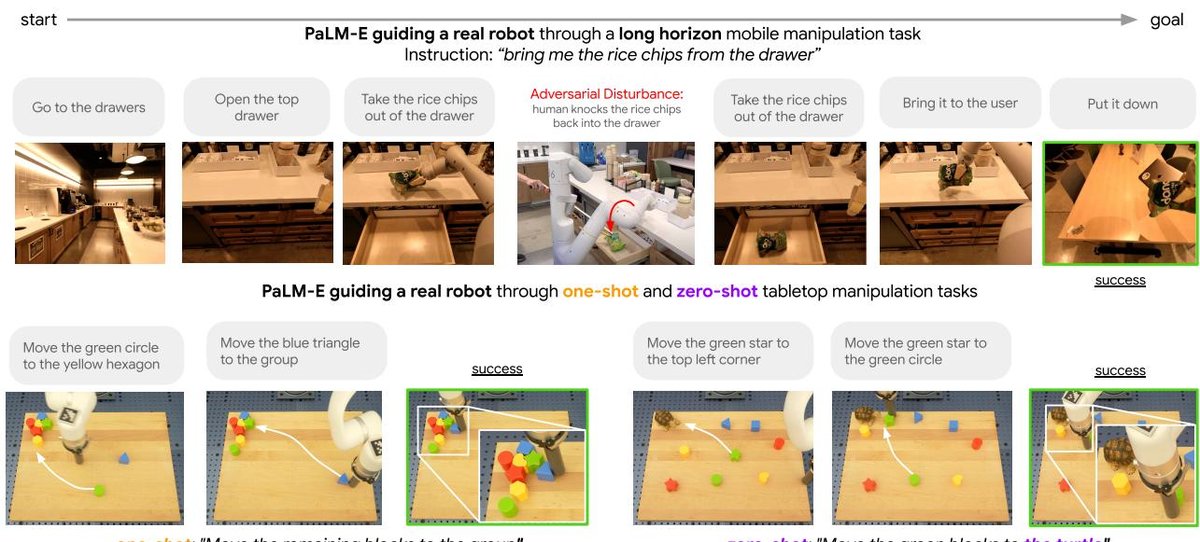 start
goal
PaLM-E guiding a real robot through a long horizon mobile manipulation task
Instruction: “bring me the rice chips from the drawer”
Go to the drawers
Open the top
drawer
Take the rice chips
out of the drawer
Adversarial Disturbance:
human knocks the rice chips
back into the drawer
Take the rice chips
out of the drawer
Bring it to the user
Put it down
success
PaLM-E guiding a real robot through one-shot and zero-shot tabletop manipulation tasks
Move the green circle
to the yellow hexagon
Move the blue triangle
to the group
success
Move the green star to
the top left corner
Move the green star to
the green circle
success
one-shot: "Move the remaining blocks to the group"
zero-shot: "Move the green blocks to the turtle"